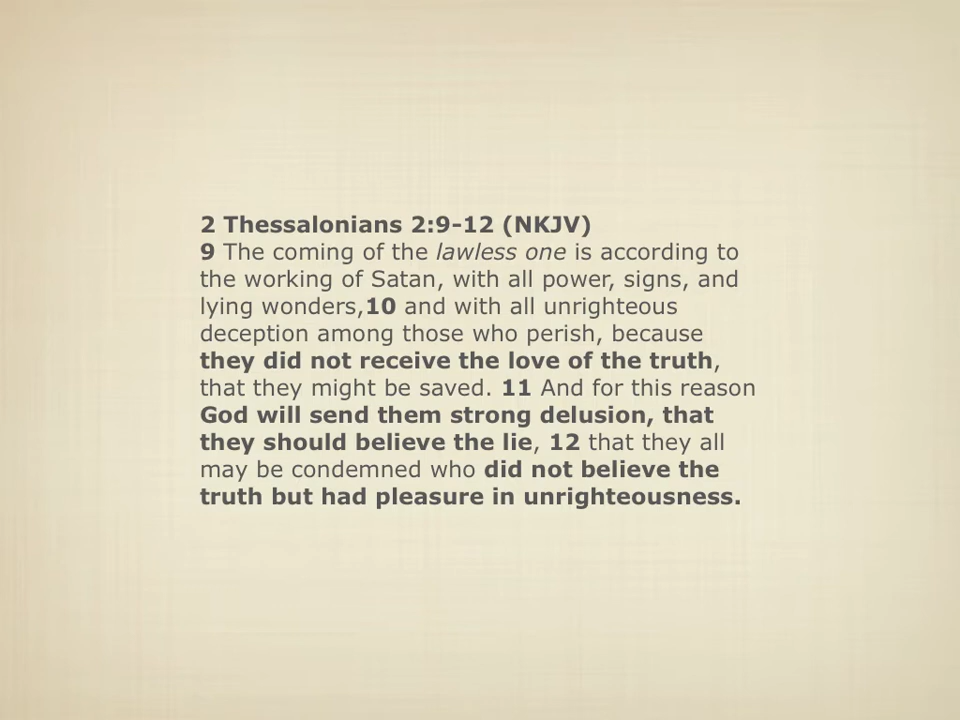 2 Thessalonians 2:9-12 (NKJV)
9 The coming of the lawless one is according to
the working of Satan, with all power, signs, and
lying wonders,10 and with all unrighteous
deception among those who perish, because
they did not receive the love of the truth,
that they might be saved. 11 And for this reason
God will send them strong delusion, that
they should believe the lie, 12 that they all
may be condemned who did not believe the
truth but had pleasure in unrighteousness.